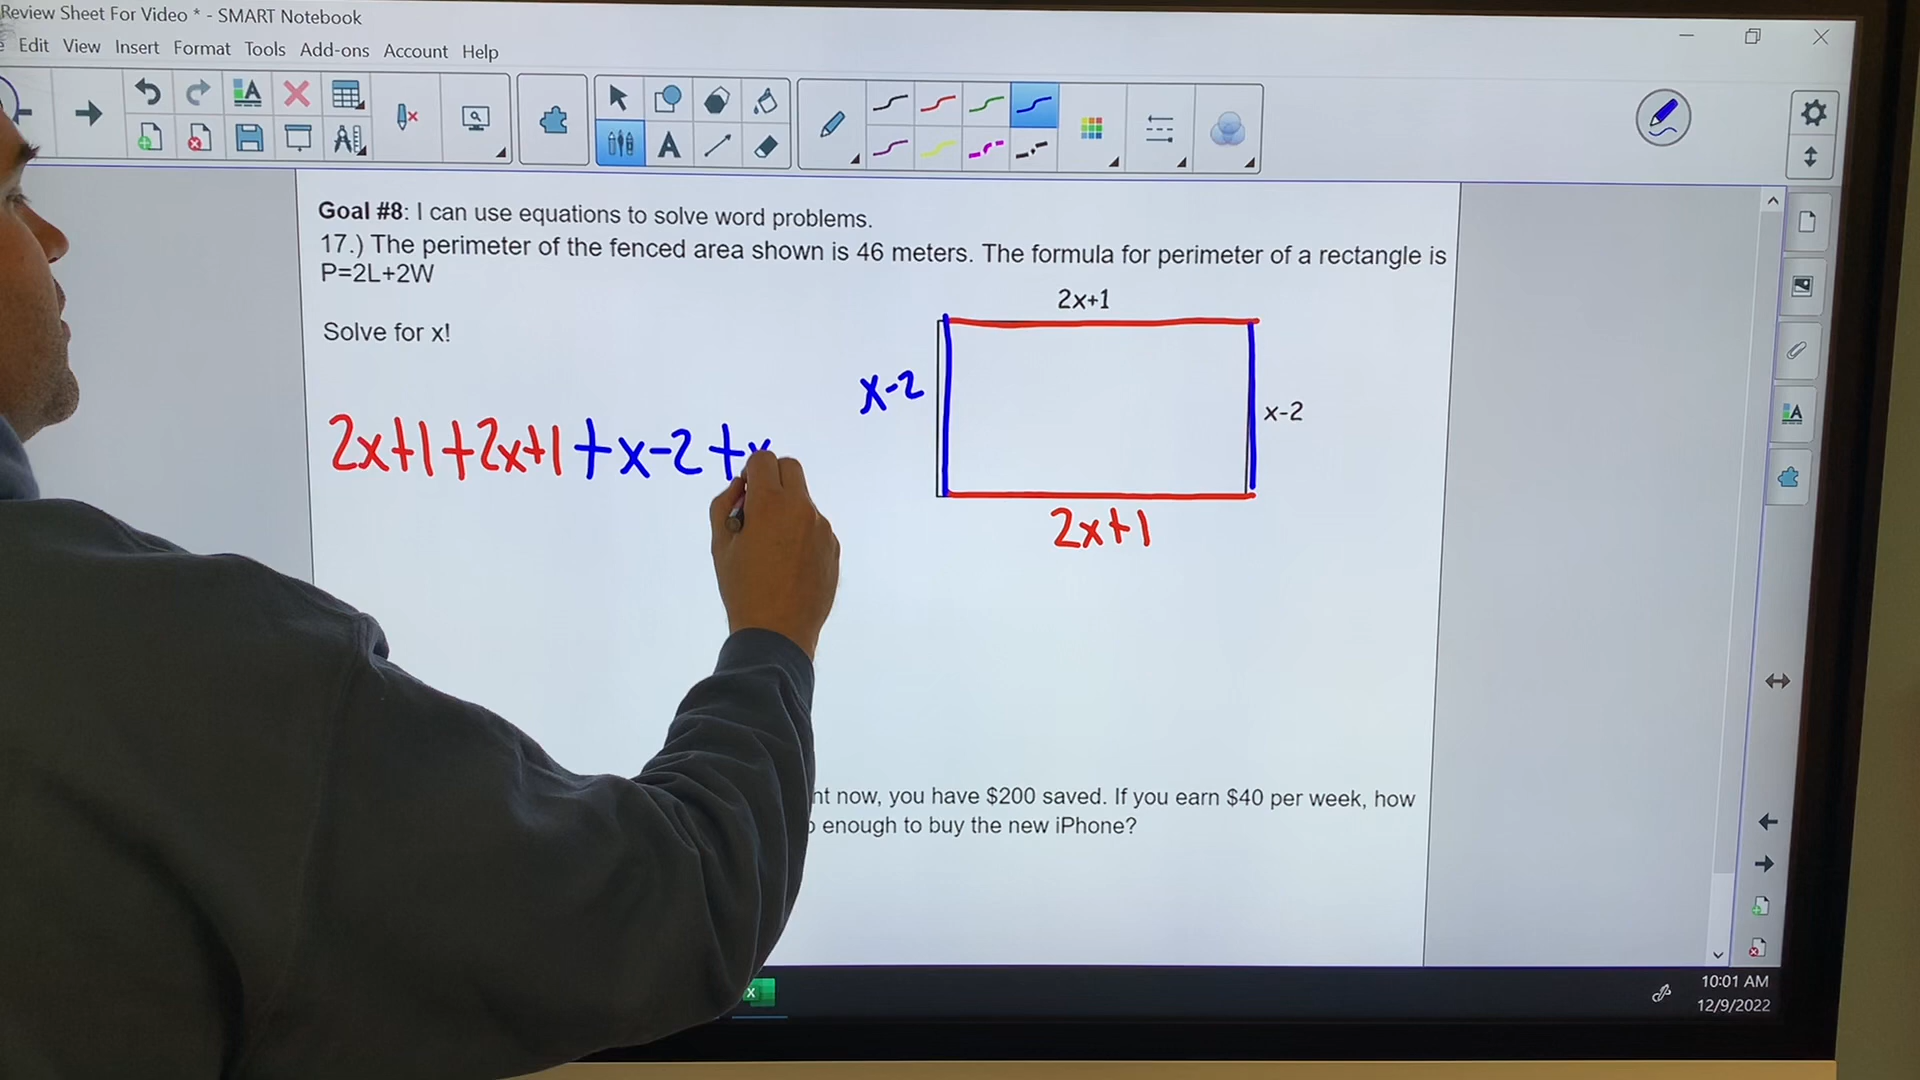 Review Sheet For Video * - SMART Notebook
Edit View Insert Format Tools Add-ons Account Help
Goal #8: I can use equations to solve word problems.
17.) The perimeter of the fenced area shown is 46 meters. The formula for perimeter of a rectangle is
P=2L+2W
2x+1
Solve for x!
x-2
x-2
2x+1+2x+1+x-2+x
2x+1
now, you have $200 saved. If you earn $40 per week, how
enough to buy the new iPhone?
10:01 AM
12/9/2022